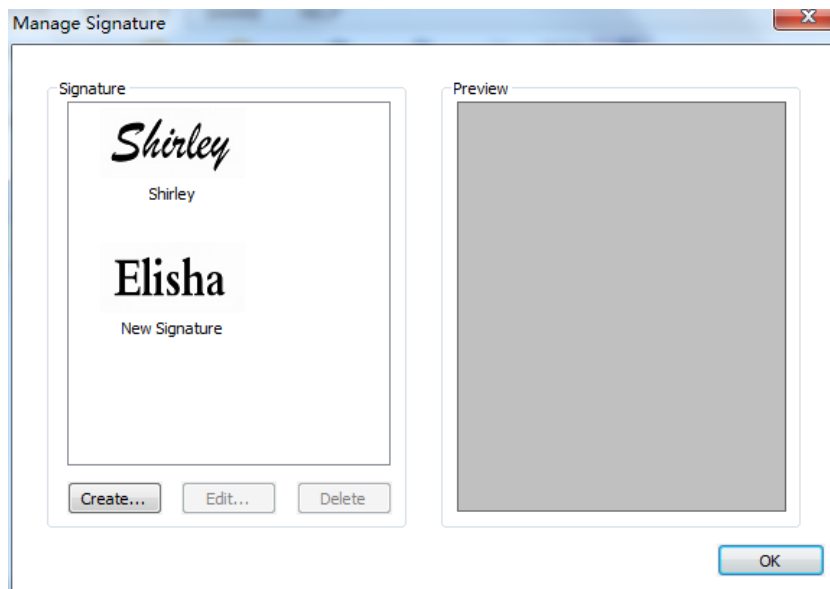 Manage Signature
Signature
Shirley
Shirley
Elisha
New Signature
Create...
Edit...
Delete
Preview
OK